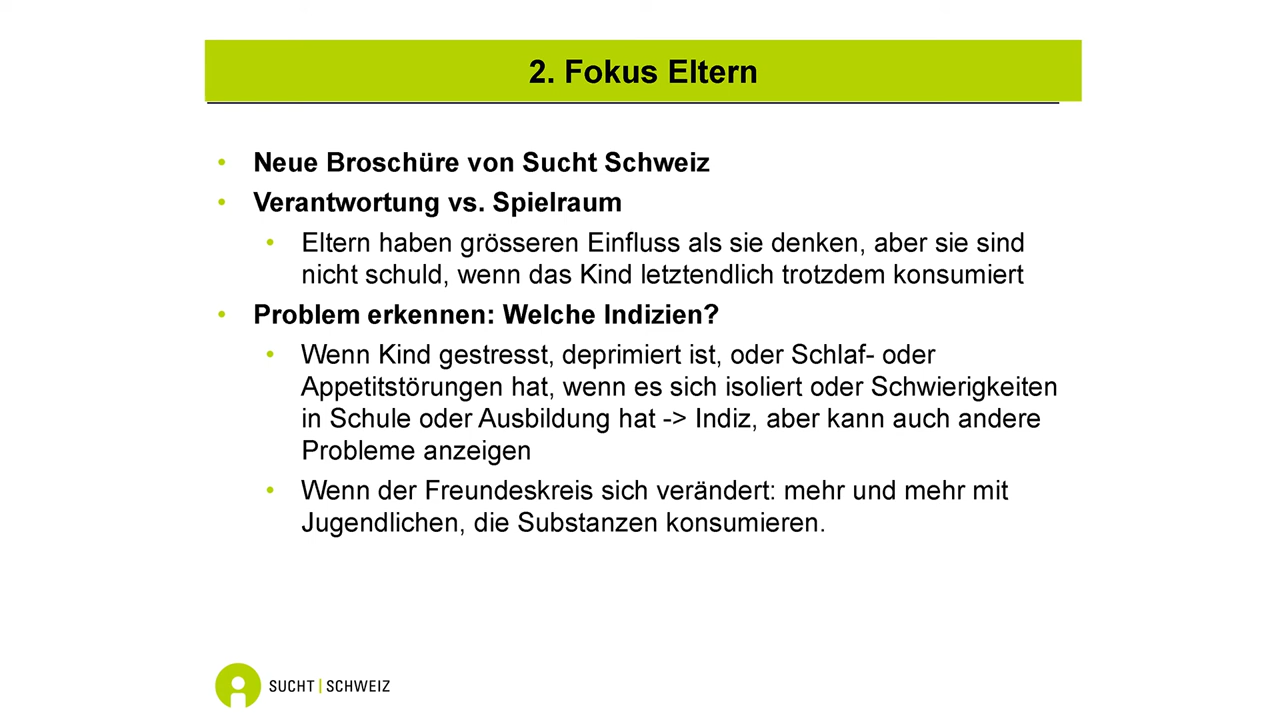 2. Fokus Eltern
• Neue Broschüre von Sucht Schweiz
• Verantwortung vs. Spielraum
• Eltern haben grösseren Einfluss als sie denken, aber sie sind
nicht schuld, wenn das Kind letztendlich trotzdem konsumiert
• Problem erkennen: Welche Indizien?
• Wenn Kind gestresst, deprimiert ist, oder Schlaf- oder
Appetitstörungen hat, wenn es sich isoliert oder Schwierigkeiten
in Schule oder Ausbildung hat -> Indiz, aber kann auch andere
Probleme anzeigen
• Wenn der Freundeskreis sich verändert: mehr und mehr mit
Jugendlichen, die Substanzen konsumieren.
SUCHT | SCHWEIZ